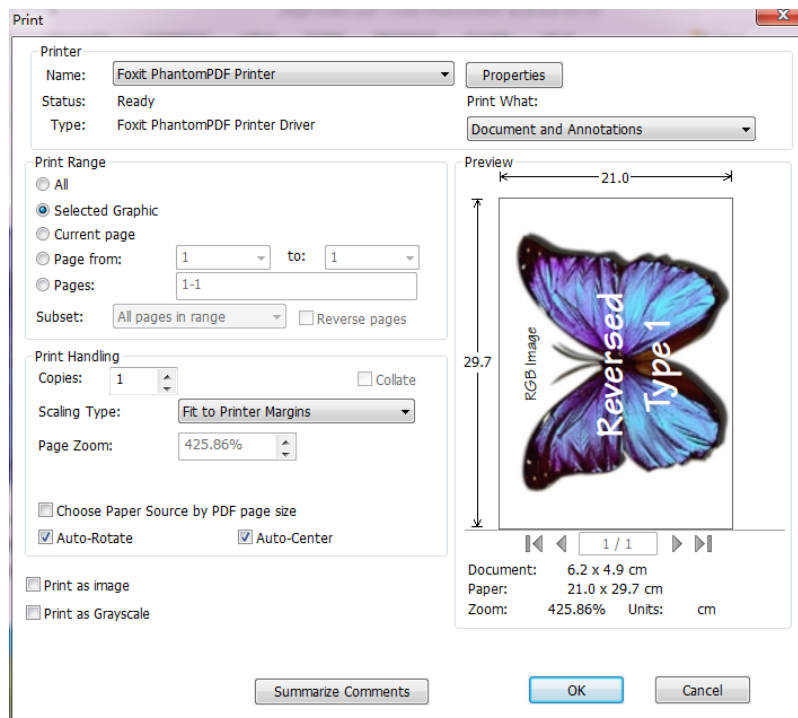 Print
X
Printer
Name: Foxit PhantomPDF Printer Properties
Status: Ready Print What:
Type: Foxit PhantomPDF Printer Driver Document and Annotations
Print Range
All
Selected Graphic
Current page
Page from: 1 to: 1
Pages: 1-1
Subset: All pages in range Reverse pages
Print Handling
Copies: 1 Collate
Scaling Type: Fit to Printer Margins
Page Zoom: 425.86%
Choose Paper Source by PDF page size
Auto-Rotate Auto-Center
Print as image
Print as Grayscale
Preview
21.0
29.7
RGB Image
Reversed
Type 1
1 / 1
Document: 6.2 x 4.9 cm
Paper: 21.0 x 29.7 cm
Zoom: 425.86% Units: cm
Summarize Comments OK Cancel